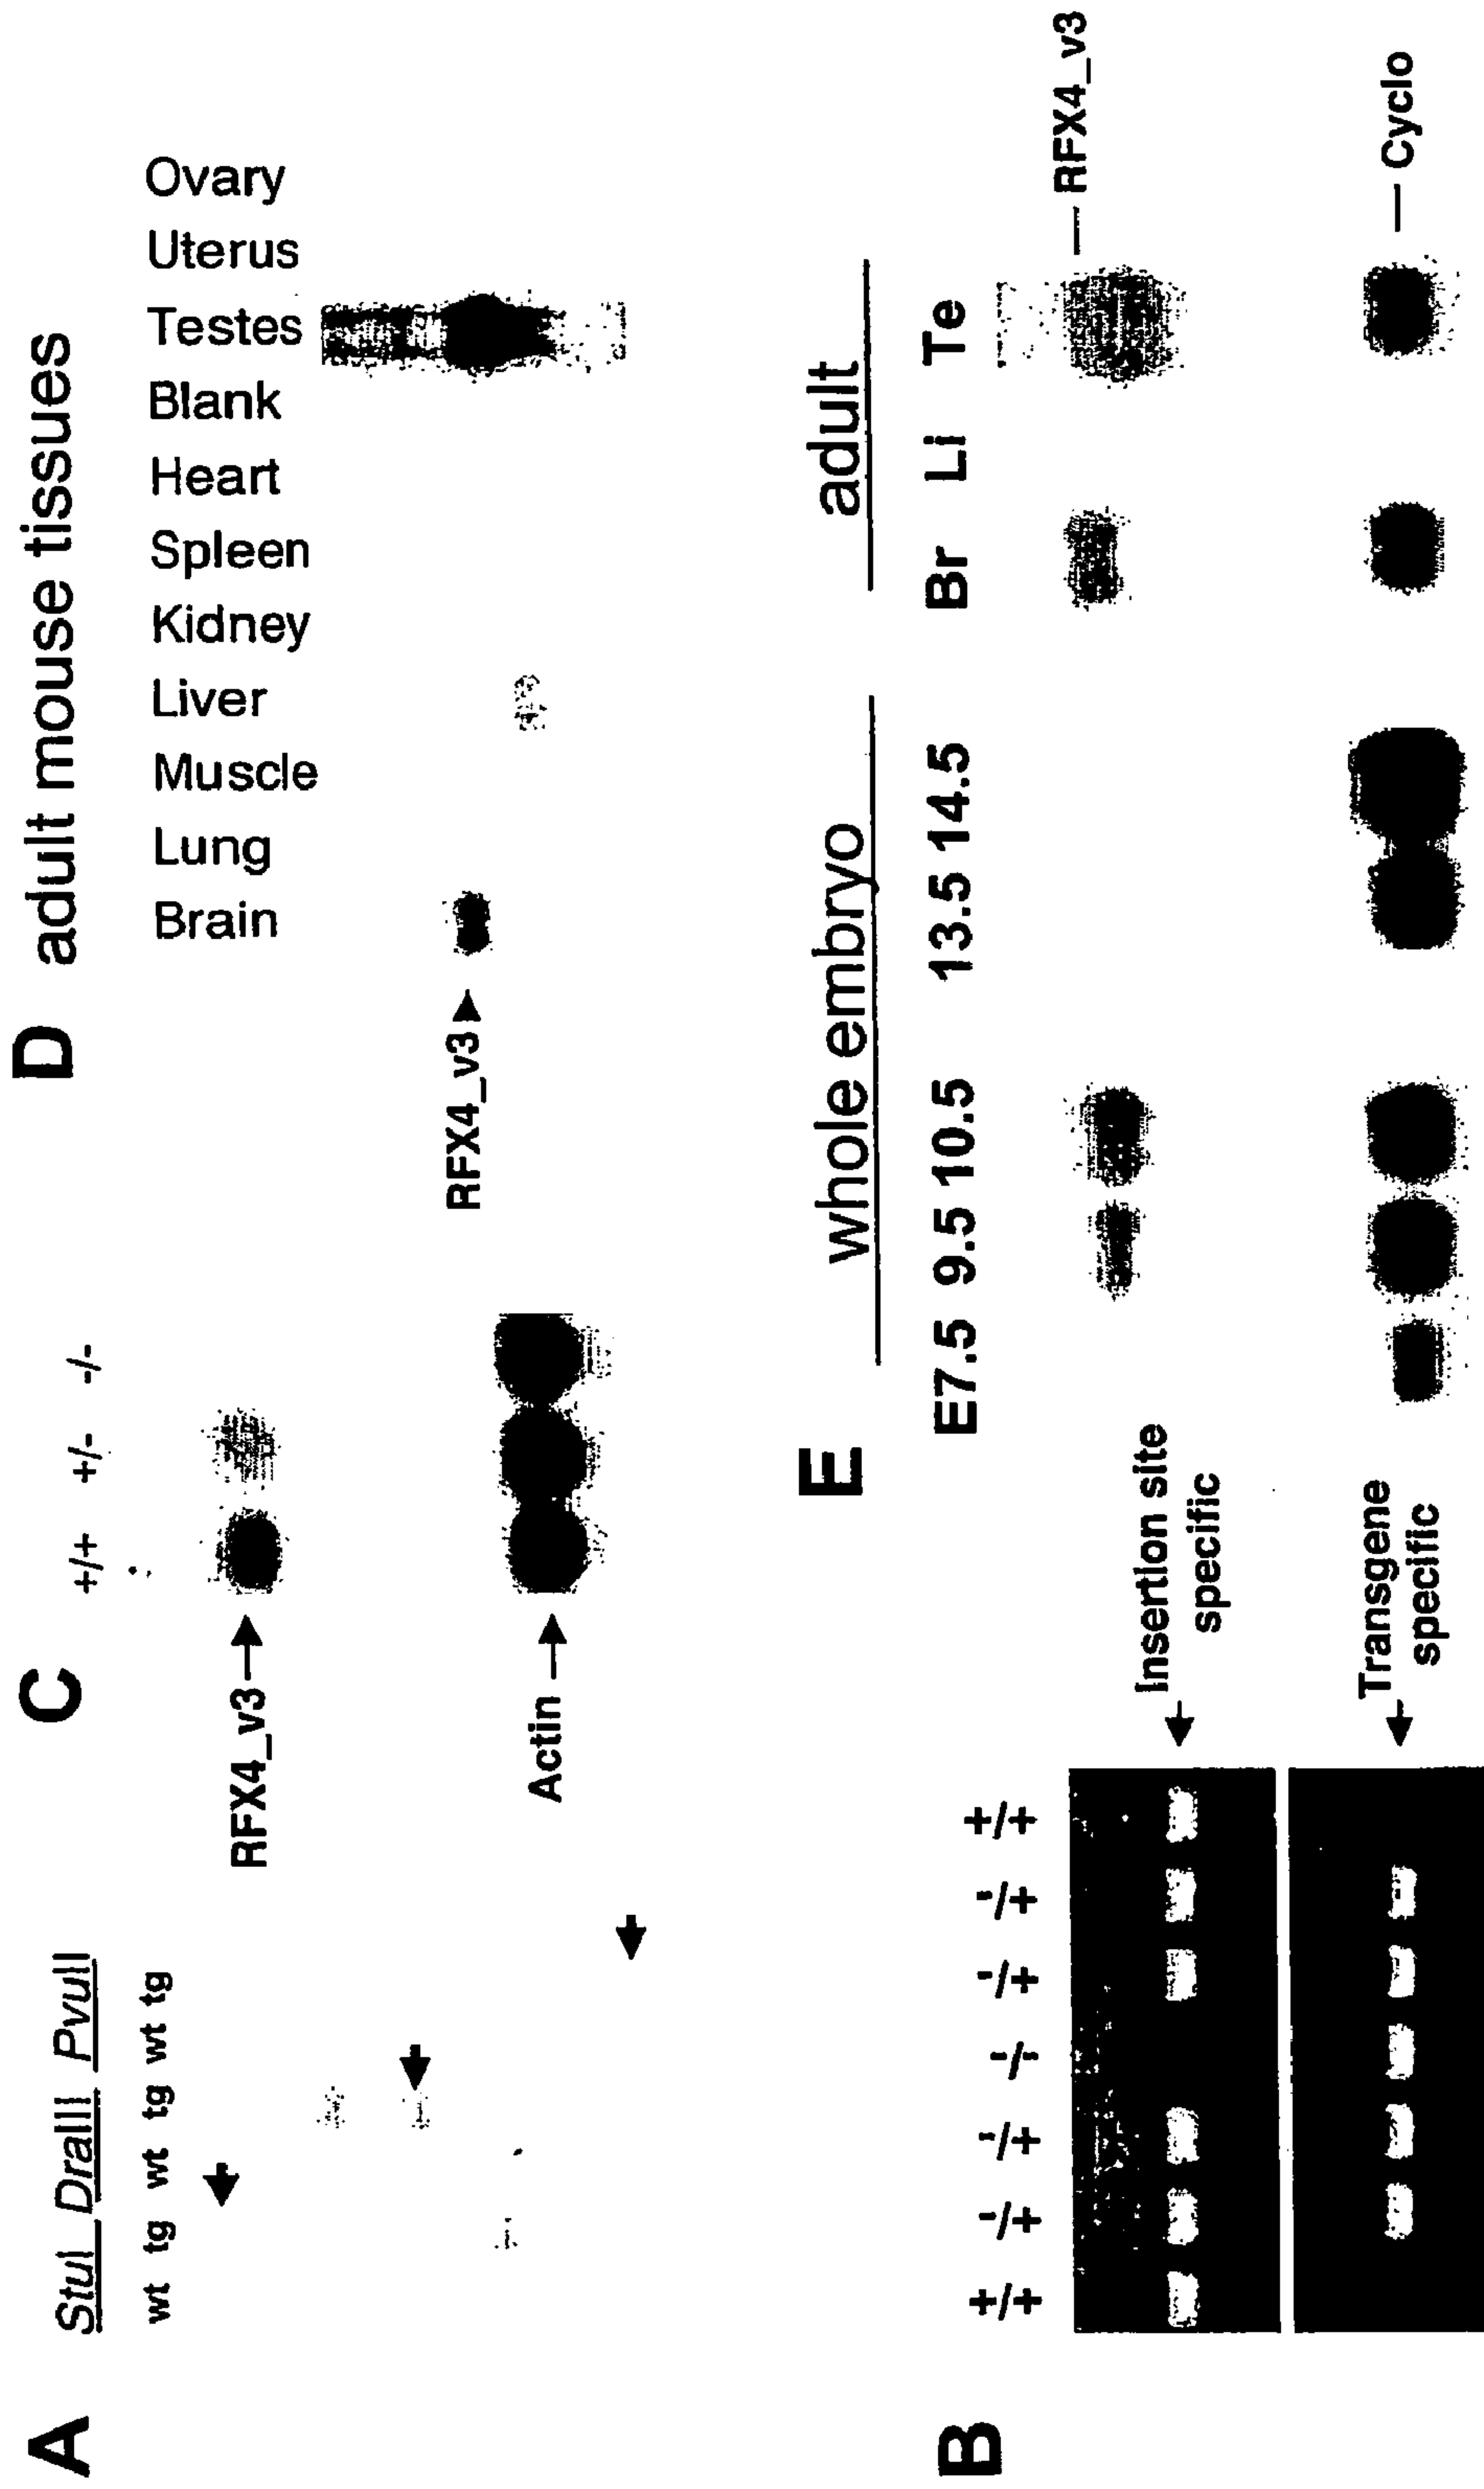 A
StuI DraIII PvuII
wt tg wt tg wt tg
B
+/+ -/+ -/+ -/- -/+ -/+ +/+
Insertion site
specific
Transgene
specific
C
+/+ +/- -/-
RFX4_v3
Actin
D adult mouse tissues
Brain
Lung
Muscle
Liver
Kidney
Spleen
Heart
Blank
Testes
Uterus
Ovary
RFX4_v3
E
whole embryo adult
E7.5 9.5 10.5 13.5 14.5 Br Li Te
RFX4_v3
Cyclo